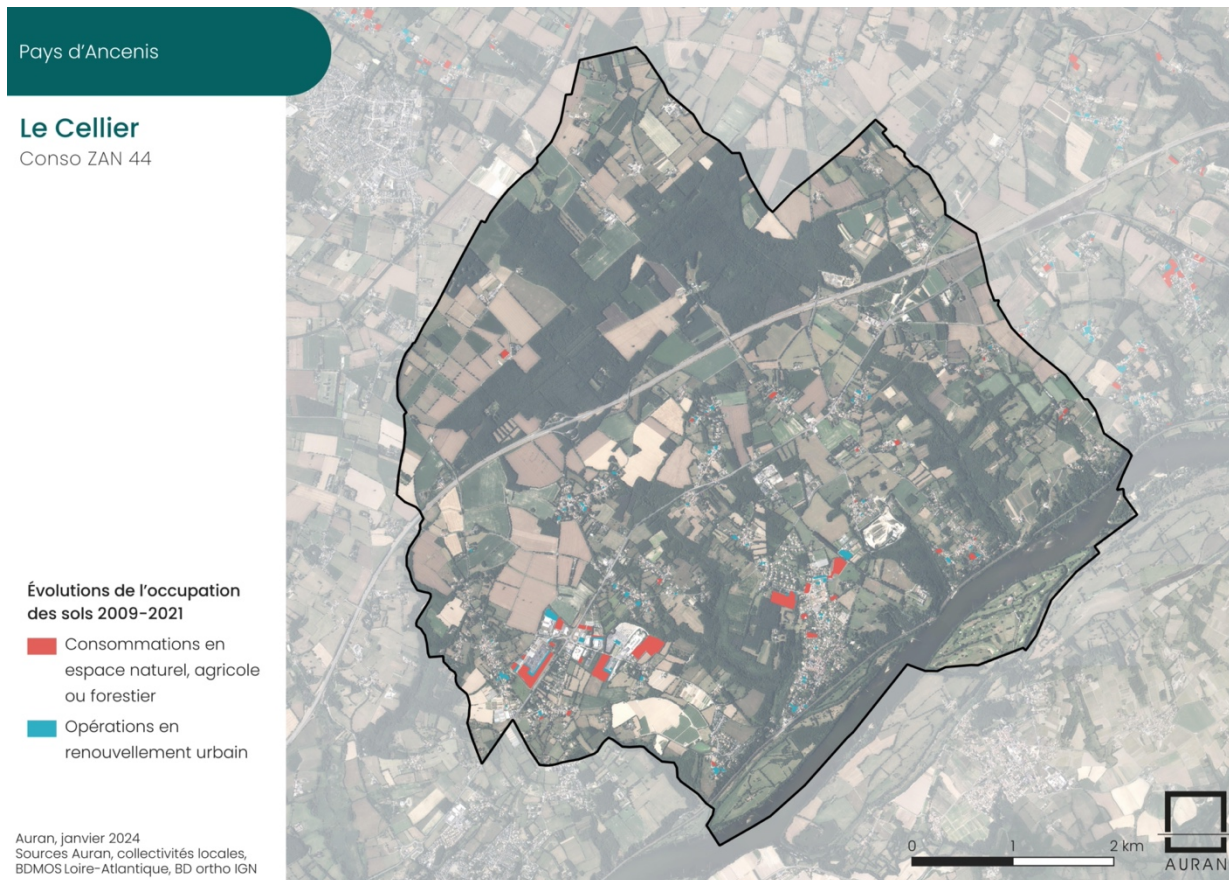 Pays d'Ancenis
Le Cellier
Conso ZAN 44
Évolutions de l'occupation
des sols 2009-2021
Consommations en
espace naturel, agricole
ou forestier
Opérations en
renouvellement urbain
Auran, janvier 2024
Sources Auran, collectivités locales,
BDMOS Loire-Atlantique, BD ortho IGN
0 1 2 km
AURAN